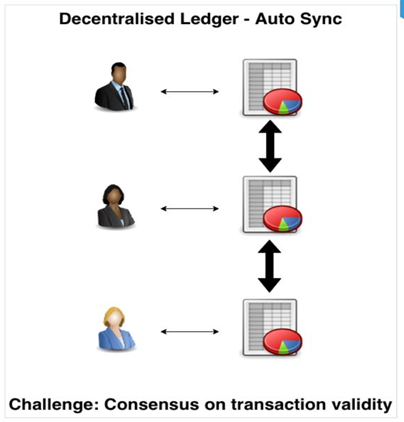 Decentralised Ledger - Auto Sync
Challenge: Consensus on transaction validity